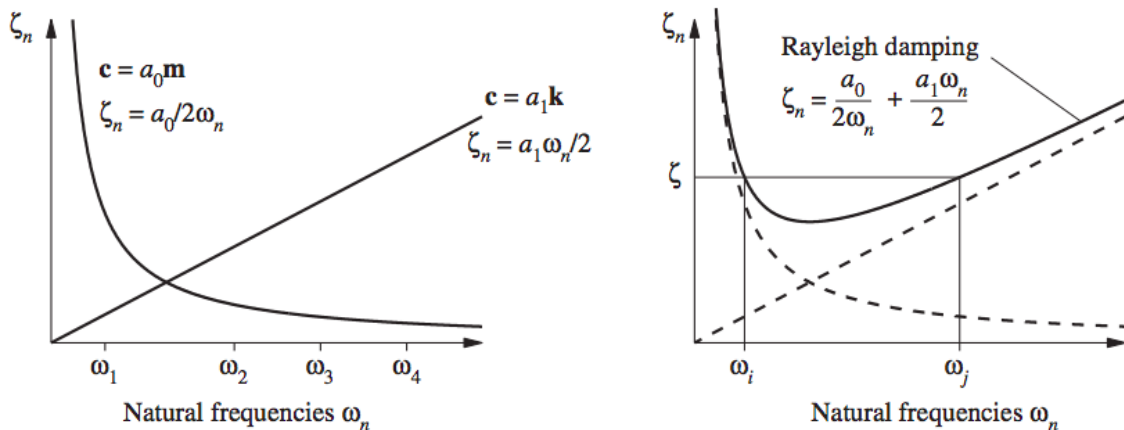 ζₙ
c = a₀m
ζₙ = a₀/2ωₙ
c = a₁k
ζₙ = a₁ωₙ/2
ω₁ ω₂ ω₃ ω₄
Natural frequencies ωₙ
ζₙ
Rayleigh damping
ζₙ = a₀/2ωₙ + a₁ωₙ/2
ζ
ωᵢ ωⱼ
Natural frequencies ωₙ